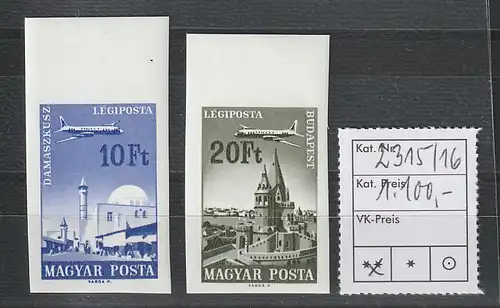 LÉGIPOSTA
DAMASZKUSZ
10Ft
MAGYAR POSTA
VARGA P.
LÉGIPOSTA
BUDAPEST
20Ft
MAGYAR POSTA
VARGA P.
Kat. Nr.
2315/16
Kat. Preis
1.100,-
VK-Preis
** * ⊙